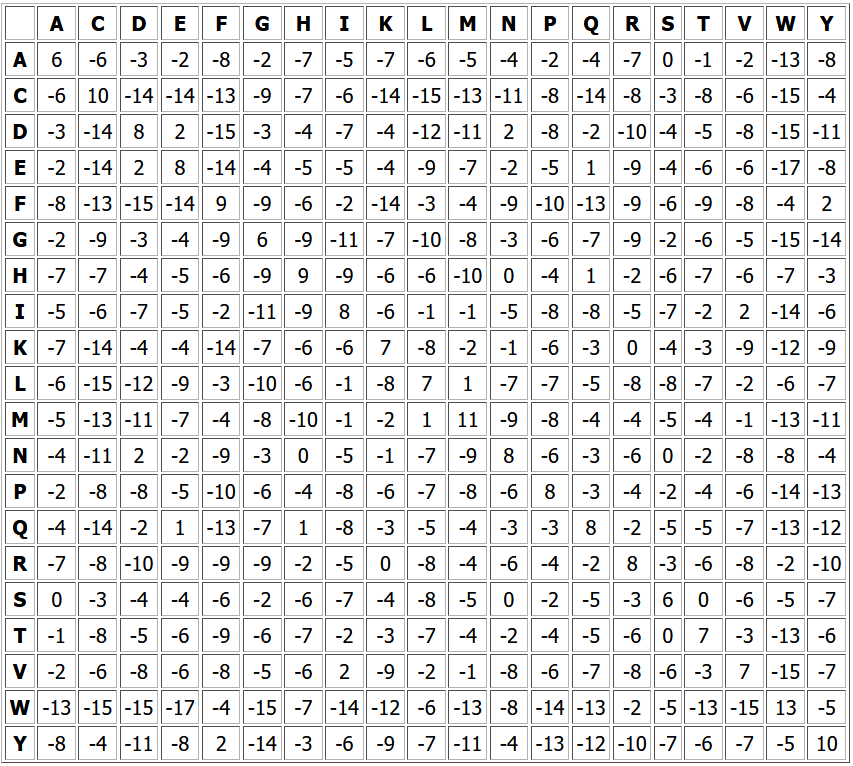 A C D E F G H I K L M N P Q R S T V W Y
A 6 -6 -3 -2 -8 -2 -7 -5 -7 -6 -5 -4 -2 -4 -7 0 -1 -2 -13 -8
C -6 10 -14 -14 -13 -9 -7 -6 -14 -15 -13 -11 -8 -14 -8 -3 -8 -6 -15 -4
D -3 -14 8 2 -15 -3 -4 -7 -4 -12 -11 2 -8 -2 -10 -4 -5 -8 -15 -11
E -2 -14 2 8 -14 -4 -5 -5 -4 -9 -7 -2 -5 1 -9 -4 -6 -6 -17 -8
F -8 -13 -15 -14 9 -9 -6 -2 -14 -3 -4 -9 -10 -13 -9 -6 -9 -8 -4 2
G -2 -9 -3 -4 -9 6 -9 -11 -7 -10 -8 -3 -6 -7 -9 -2 -6 -5 -15 -14
H -7 -7 -4 -5 -6 -9 9 -9 -6 -6 -10 0 -4 1 -2 -6 -7 -6 -7 -3
I -5 -6 -7 -5 -2 -11 -9 8 -6 -1 -1 -5 -8 -8 -5 -7 -2 2 -14 -6
K -7 -14 -4 -4 -14 -7 -6 -6 7 -8 -2 -1 -6 -3 0 -4 -3 -9 -12 -9
L -6 -15 -12 -9 -3 -10 -6 -1 -8 7 1 -7 -7 -5 -8 -8 -7 -2 -6 -7
M -5 -13 -11 -7 -4 -8 -10 -1 -2 1 11 -9 -8 -4 -4 -5 -4 -1 -13 -11
N -4 -11 2 -2 -9 -3 0 -5 -1 -7 -9 8 -6 -3 -6 0 -2 -8 -8 -4
P -2 -8 -8 -5 -10 -6 -4 -8 -6 -7 -8 -6 8 -3 -4 -2 -4 -6 -14 -13
Q -4 -14 -2 1 -13 -7 1 -8 -3 -5 -4 -3 -3 8 -2 -5 -5 -7 -13 -12
R -7 -8 -10 -9 -9 -9 -2 -5 0 -8 -4 -6 -4 -2 8 -3 -6 -8 -2 -10
S 0 -3 -4 -4 -6 -2 -6 -7 -4 -8 -5 0 -2 -5 -3 6 0 -6 -5 -7
T -1 -8 -5 -6 -9 -6 -7 -2 -3 -7 -4 -2 -4 -5 -6 0 7 -3 -13 -6
V -2 -6 -8 -6 -8 -5 -6 2 -9 -2 -1 -8 -6 -7 -8 -6 -3 7 -15 -7
W -13 -15 -15 -17 -4 -15 -7 -14 -12 -6 -13 -8 -14 -13 -2 -5 -13 -15 13 -5
Y -8 -4 -11 -8 2 -14 -3 -6 -9 -7 -11 -4 -13 -12 -10 -7 -6 -7 -5 10